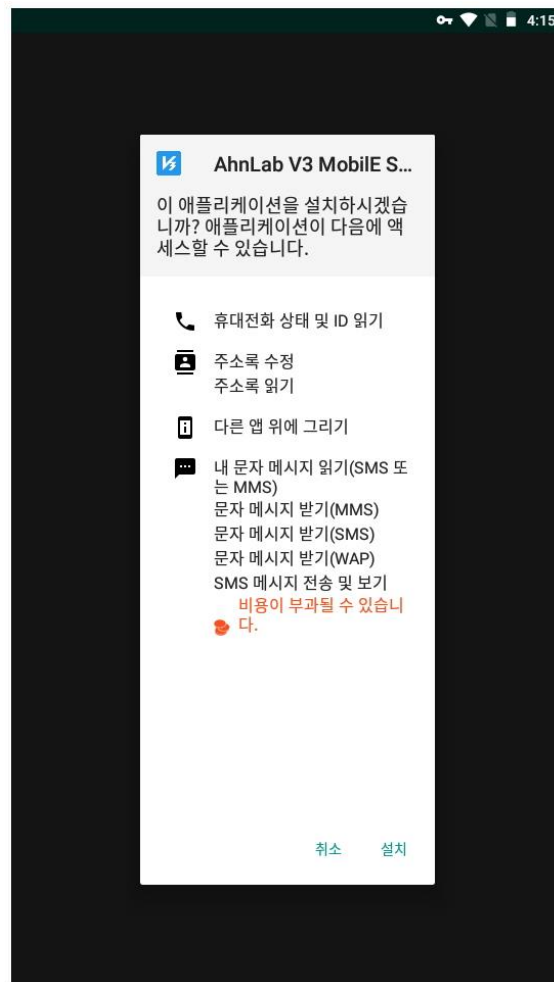 4:15
AhnLab V3 MobilE S...
이 애플리케이션을 설치하시겠습
니까? 애플리케이션이 다음에 액
세스할 수 있습니다.
휴대전화 상태 및 ID 읽기
주소록 수정
주소록 읽기
다른 앱 위에 그리기
내 문자 메시지 읽기(SMS 또
는 MMS)
문자 메시지 받기(MMS)
문자 메시지 받기(SMS)
문자 메시지 받기(WAP)
SMS 메시지 전송 및 보기
비용이 부과될 수 있습니
다.
취소 설치